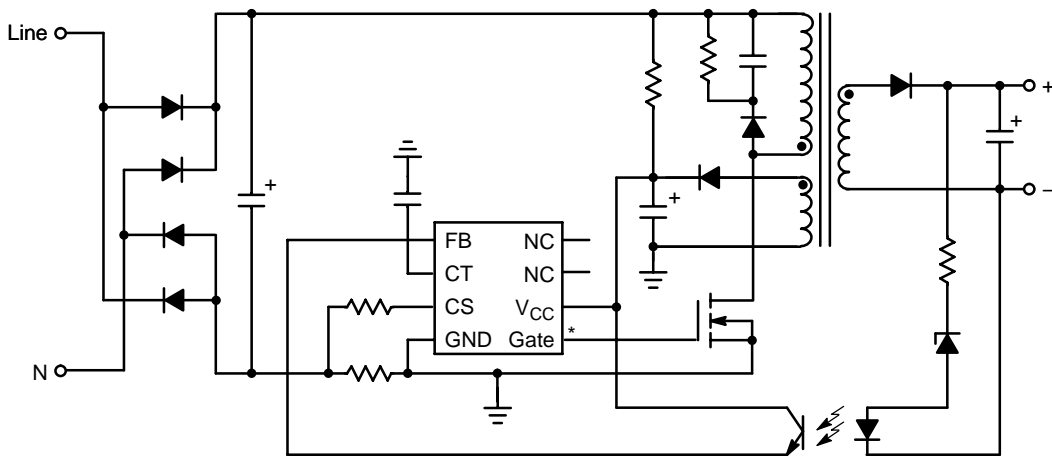 Line
+
+
+
+
−
FB
NC
CT
NC
CS
VCC
GND
Gate
*
N